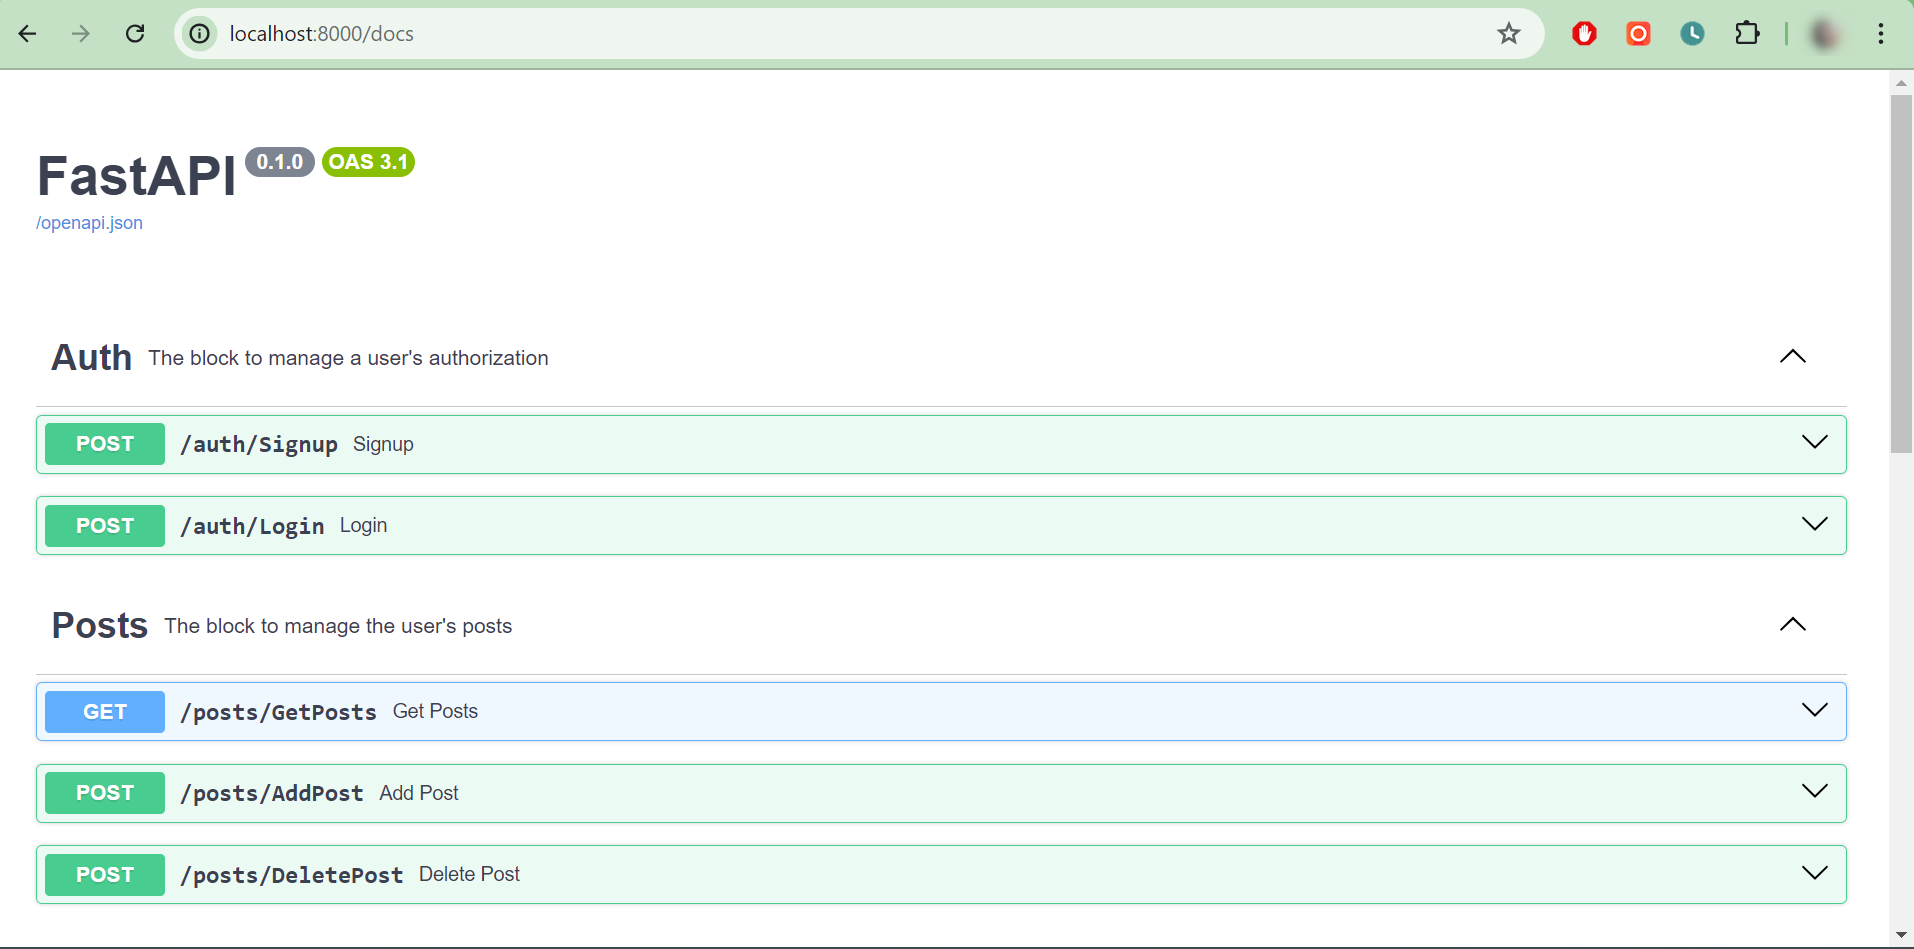 localhost:8000/docs
FastAPI 0.1.0 OAS 3.1
/openapi.json
Auth The block to manage a user's authorization
POST /auth/Signup Signup
POST /auth/Login Login
Posts The block to manage the user's posts
GET /posts/GetPosts Get Posts
POST /posts/AddPost Add Post
POST /posts/DeletePost Delete Post